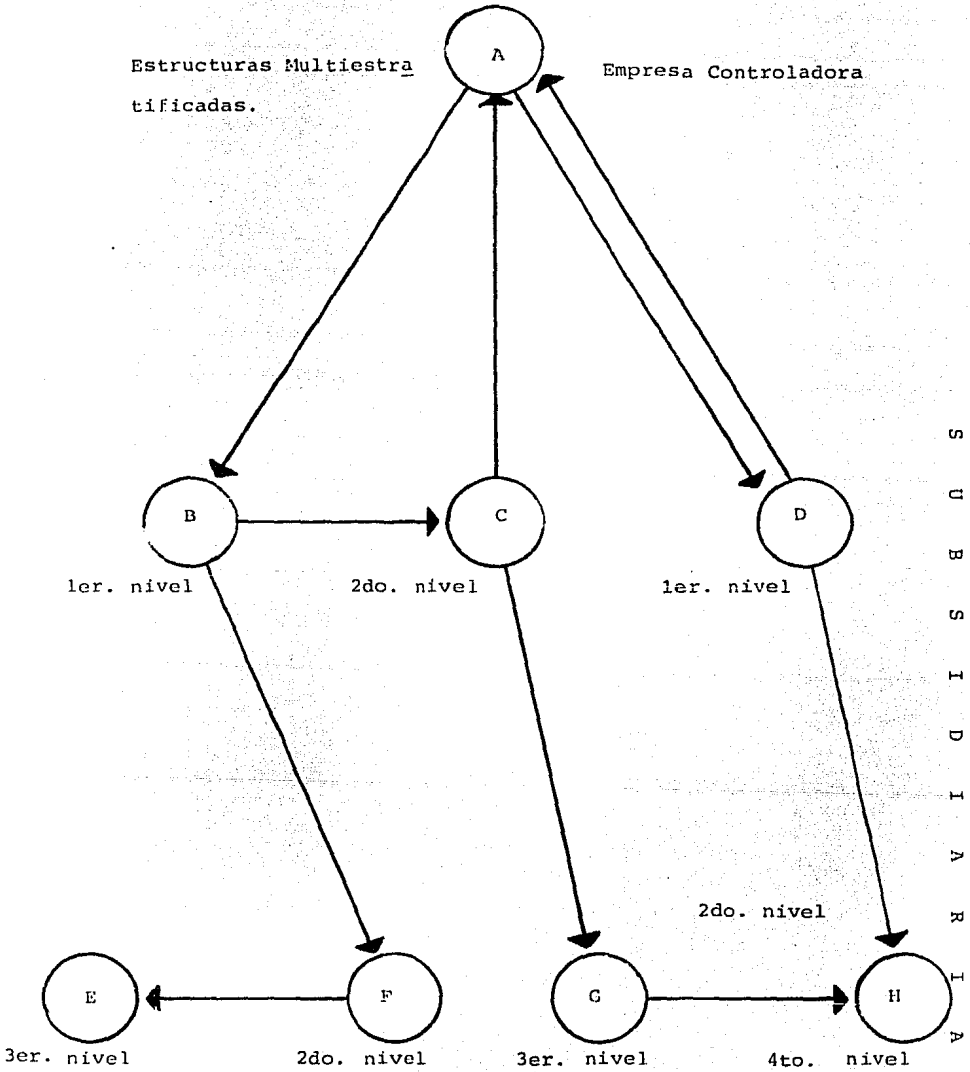 A
Estructuras Multiestra
tificadas.
Empresa Controladora
B
C
D
1er. nivel
2do. nivel
1er. nivel
SUBSIDIARIA
2do. nivel
E
F
G
H
3er. nivel
2do. nivel
3er. nivel
4to. nivel